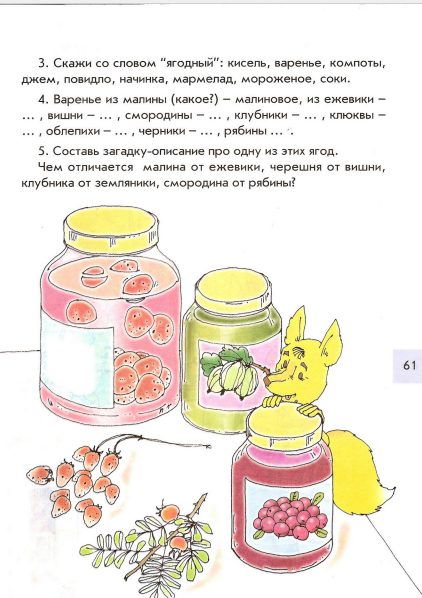 3. Скажи со словом “ягодный”: кисель, варенье, компоты,
джем, повидло, начинка, мармелад, мороженое, соки.
4. Варенье из малины (какое?) – малиновое, из ежевики –
... , вишни – ... , смородины – ... , клубники – ... , клюквы –
... , облепихи – ... , черники – ... , рябины ... .
5. Составь загадку-описание про одну из этих ягод.
Чем отличается малина от ежевики, черешня от вишни,
клубника от земляники, смородина от рябины?
61